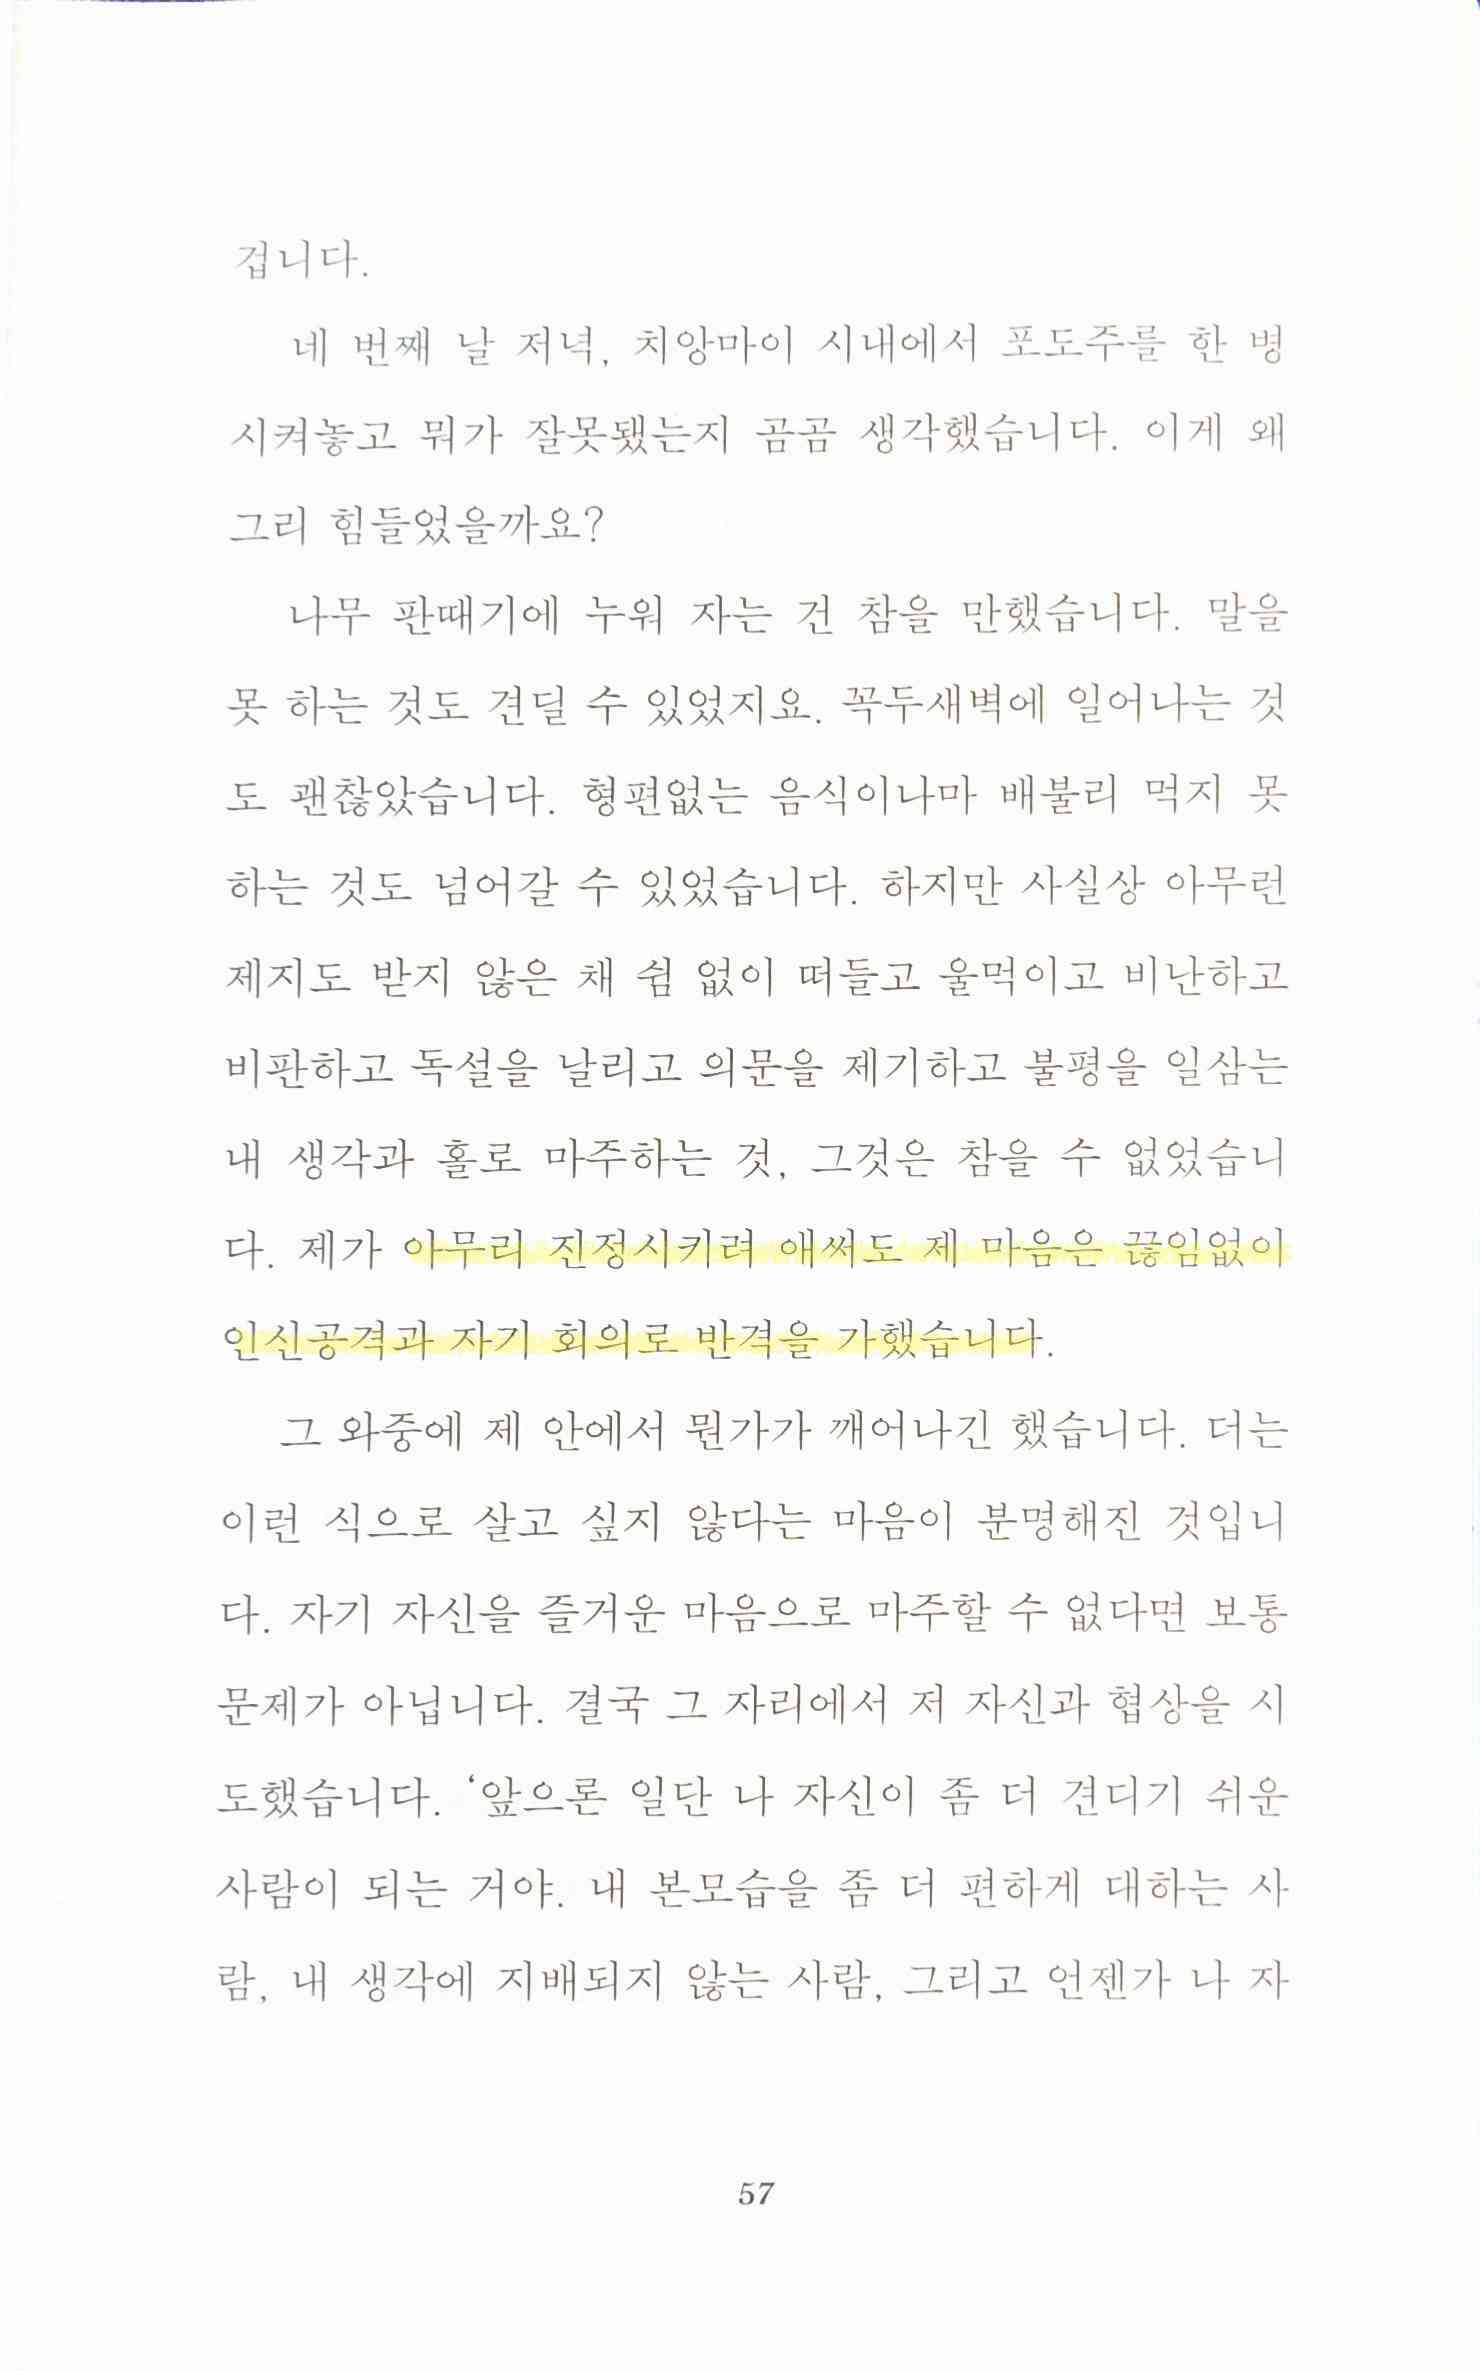 겁니다.
네 번째 날 저녁, 치앙마이 시내에서 포도주를 한 병
시켜놓고 뭐가 잘못됐는지 곰곰 생각했습니다. 이게 왜
그리 힘들었을까요?
나무 판때기에 누워 자는 건 참을 만했습니다. 말을
못 하는 것도 견딜 수 있었지요. 꼭두새벽에 일어나는 것
도 괜찮았습니다. 형편없는 음식이나마 배불리 먹지 못
하는 것도 넘어갈 수 있었습니다. 하지만 사실상 아무런
제지도 받지 않은 채 쉼 없이 떠들고 울먹이고 비난하고
비판하고 독설을 날리고 의문을 제기하고 불평을 일삼는
내 생각과 홀로 마주하는 것, 그것은 참을 수 없었습니
다. 제가 아무리 진정시키려 애써도 제 마음은 끊임없이
인신공격과 자기 회의로 반격을 가했습니다.
그 와중에 제 안에서 뭔가가 깨어나긴 했습니다. 더는
이런 식으로 살고 싶지 않다는 마음이 분명해진 것입니
다. 자기 자신을 즐거운 마음으로 마주할 수 없다면 보통
문제가 아닙니다. 결국 그 자리에서 저 자신과 협상을 시
도했습니다. ‘앞으론 일단 나 자신이 좀 더 견디기 쉬운
사람이 되는 거야. 내 본모습을 좀 더 편하게 대하는 사
람, 내 생각에 지배되지 않는 사람, 그리고 언젠가 나 자
57